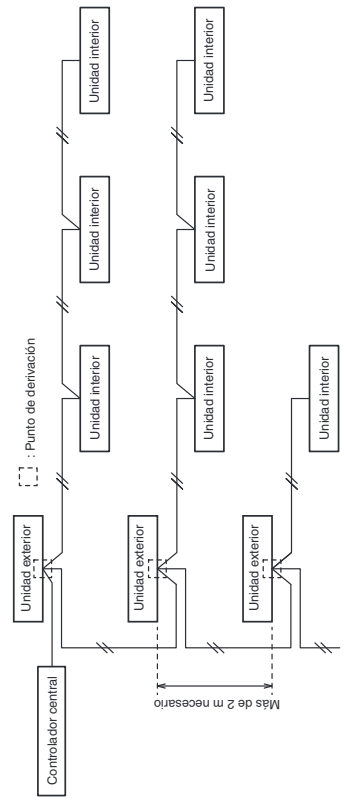 : Punto de derivación
Controlador central
Unidad exterior
Unidad interior
Unidad interior
Unidad interior
Unidad exterior
Unidad interior
Unidad interior
Unidad interior
Más de 2 m necesario
Unidad exterior
Unidad interior